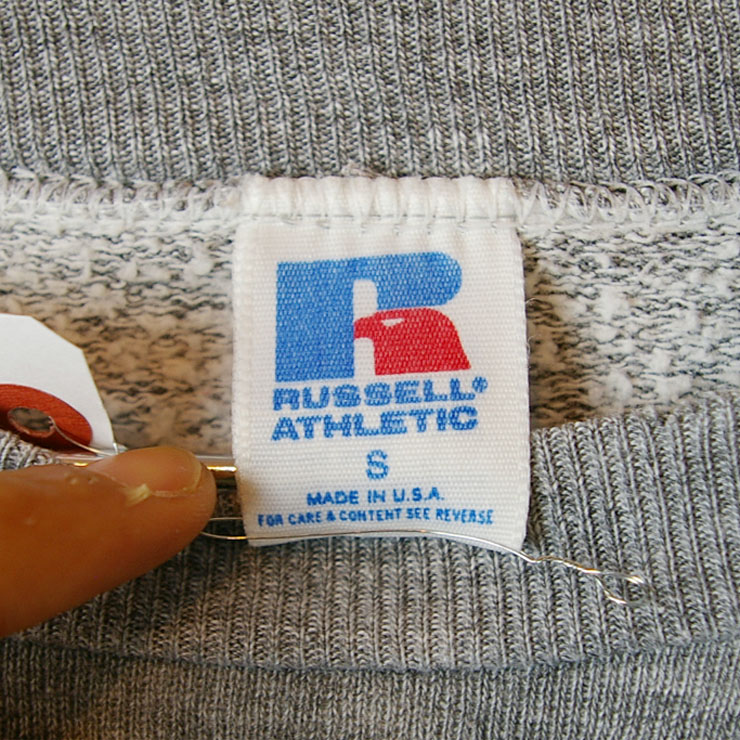 R
RUSSELL®
ATHLETIC
S
MADE IN U.S.A.
FOR CARE & CONTENT SEE REVERSE